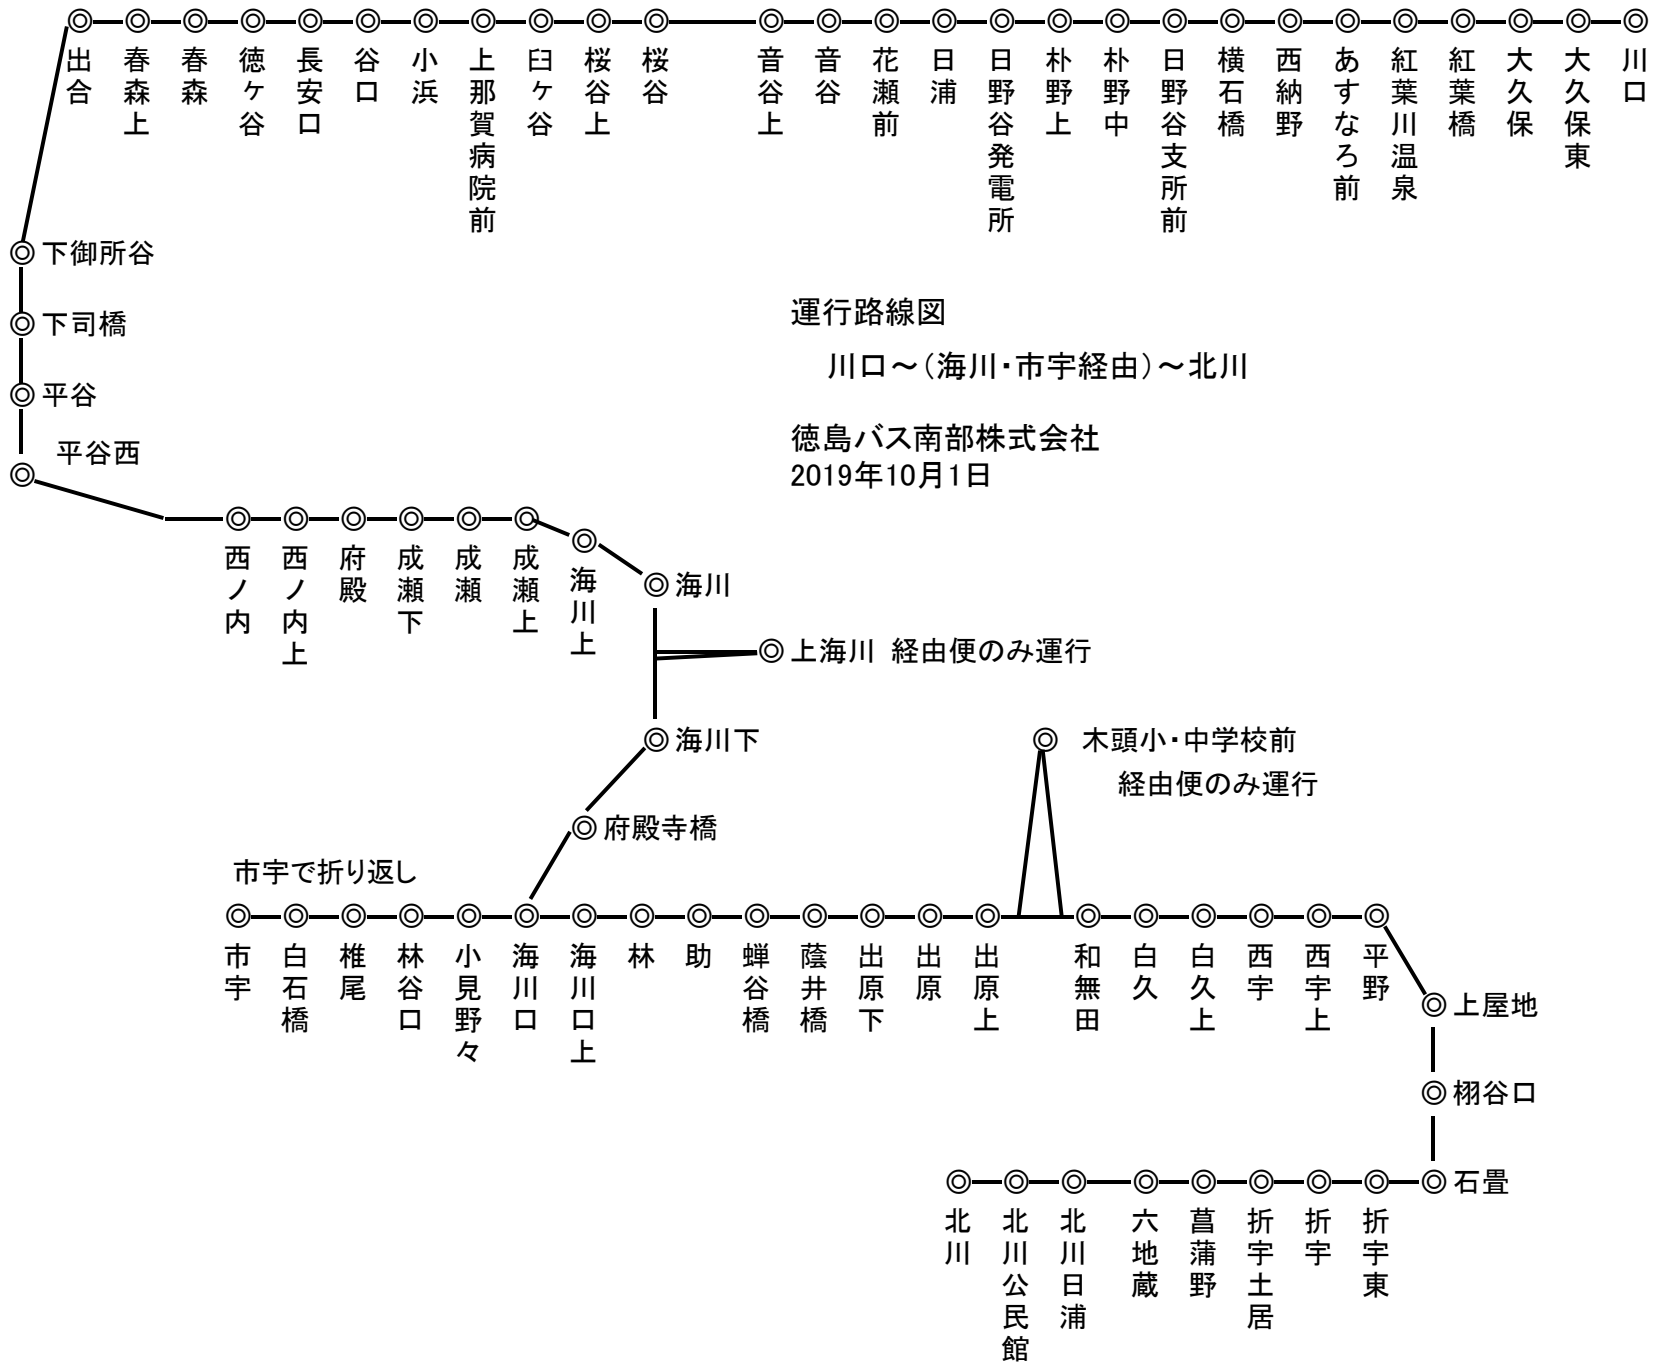 出合
春森上
春森
徳ヶ谷
長安口
谷口
小浜
上那賀病院前
臼ヶ谷
桜谷上
桜谷
音谷上
音谷
花瀬前
日浦
日野谷発電所
朴野上
朴野中
日野谷支所前
横石橋
西納野
あすなろ前
紅葉川温泉
紅葉橋
大久保
大久保東
川口
下御所谷
下司橋
平谷
平谷西
運行路線図
川口～（海川・市宇経由）～北川
徳島バス南部株式会社
2019年10月1日
西ノ内
西ノ内上
府殿
成瀬下
成瀬
成瀬上
海川上
海川
上海川 経由便のみ運行
海川下
木頭小・中学校前
経由便のみ運行
府殿寺橋
市宇で折り返し
市宇
白石橋
椎尾
林谷口
小見野々
海川口
海川口上
林
助
蝉谷橋
蔭井橋
出原下
出原
出原上
和無田
白久
白久上
西宇
西宇上
平野
上屋地
栩谷口
石畳
北川
北川公民館
北川日浦
六地蔵
菖蒲野
折宇土居
折宇
折宇東